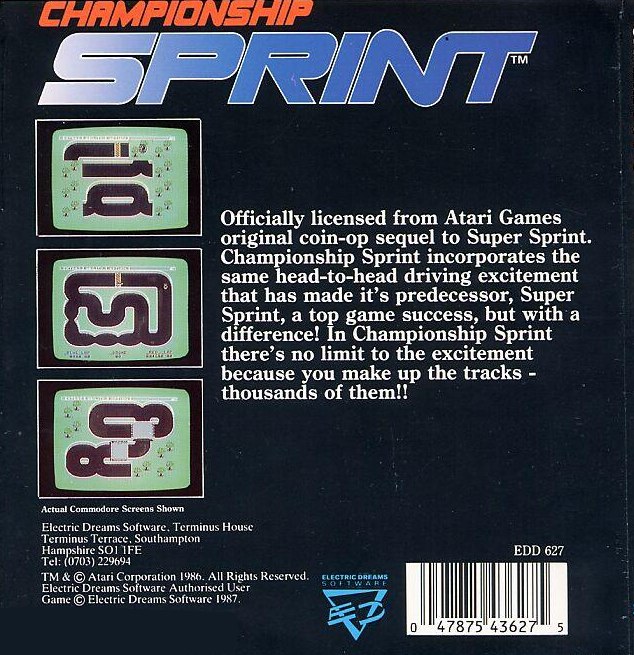 CHAMPIONSHIP
SPRINT™
Officially licensed from Atari Games
original coin-op sequel to Super Sprint.
Championship Sprint incorporates the
same head-to-head driving excitement
that has made it's predecessor, Super
Sprint, a top game success, but with a
difference! In Championship Sprint
there's no limit to the excitement
because you make up the tracks -
thousands of them!!
Actual Commodore Screens Shown
Electric Dreams Software, Terminus House
Terminus Terrace, Southampton
Hampshire SO1 1FE
Tel: (0703) 229694
TM & © Atari Corporation 1986. All Rights Reserved.
Electric Dreams Software Authorised User
Game © Electric Dreams Software 1987.
ELECTRIC DREAMS
SOFTWARE
EDD 627
0 47875 43627 5